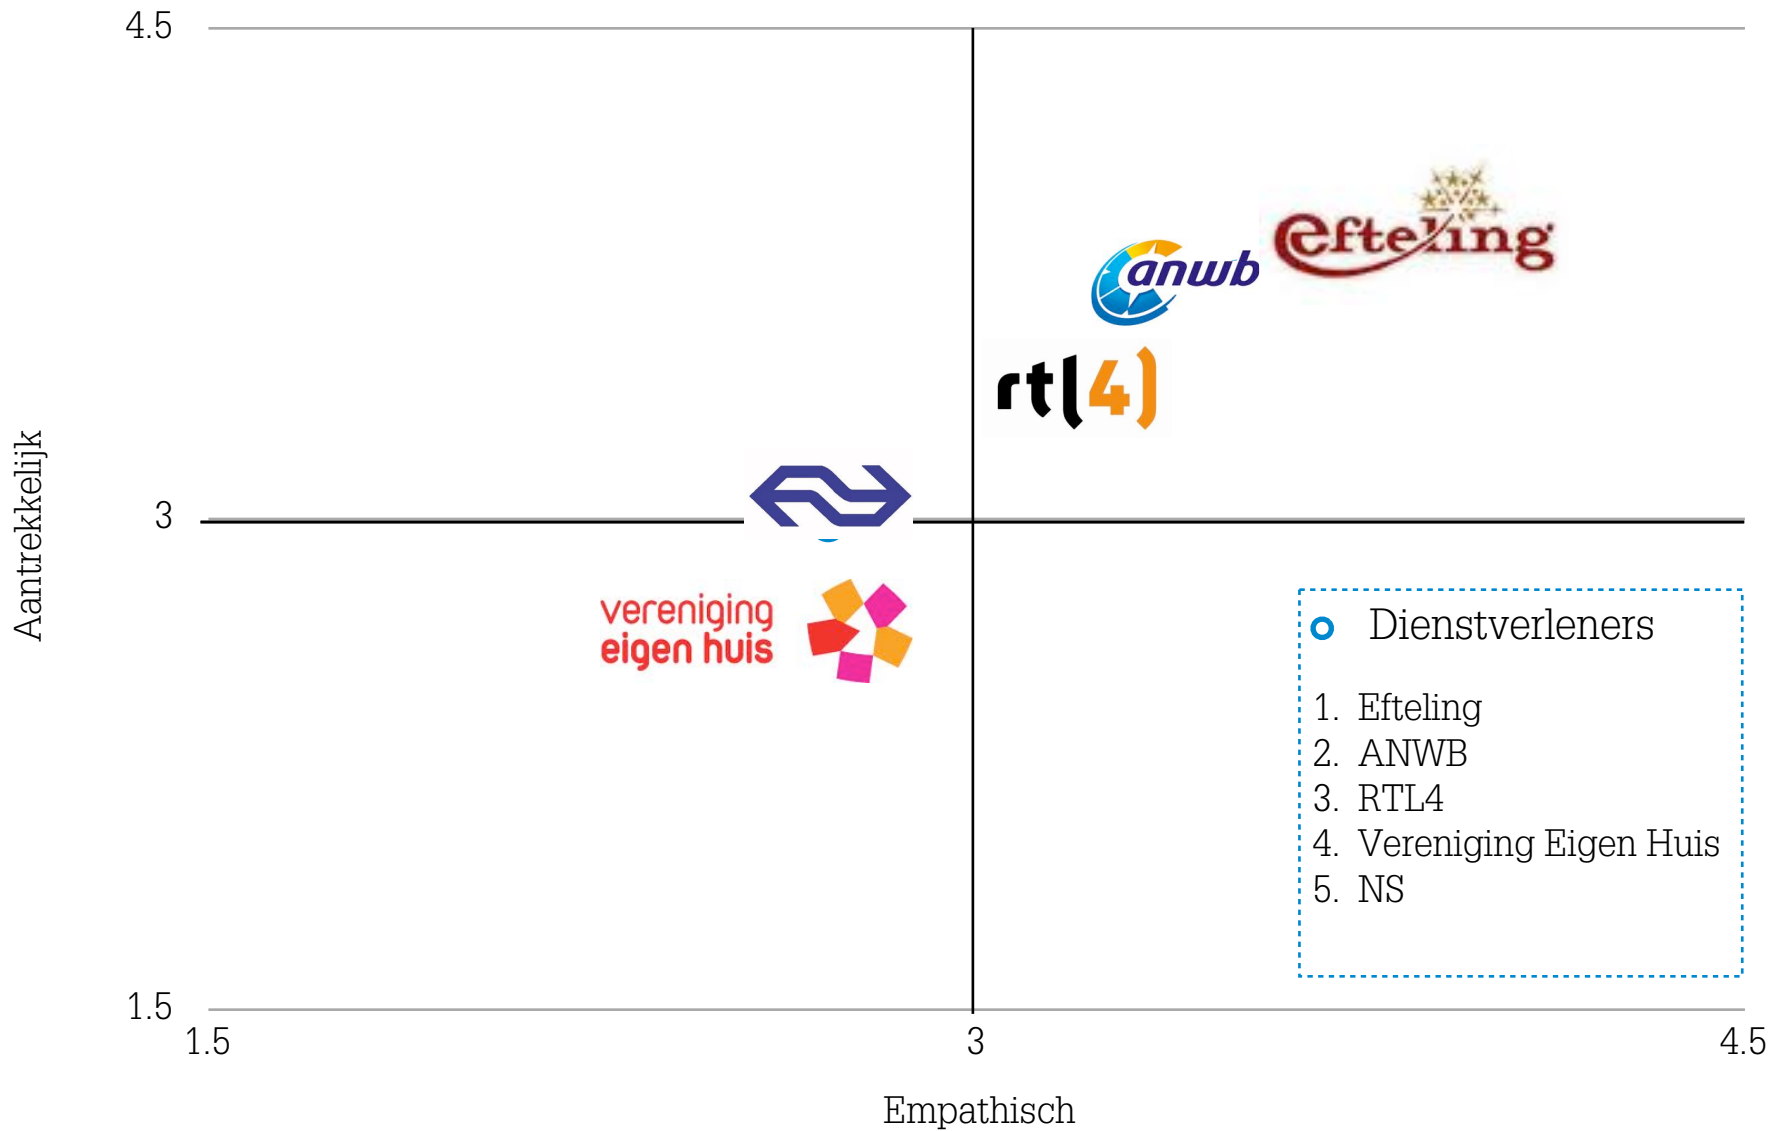 4.5
efteling
anwb
rtl(4)
Aantrekkelijk
3
vereniging
eigen huis
Dienstverleners
1. Efteling
2. ANWB
3. RTL4
4. Vereniging Eigen Huis
5. NS
1.5
1.5 3 4.5
Empathisch